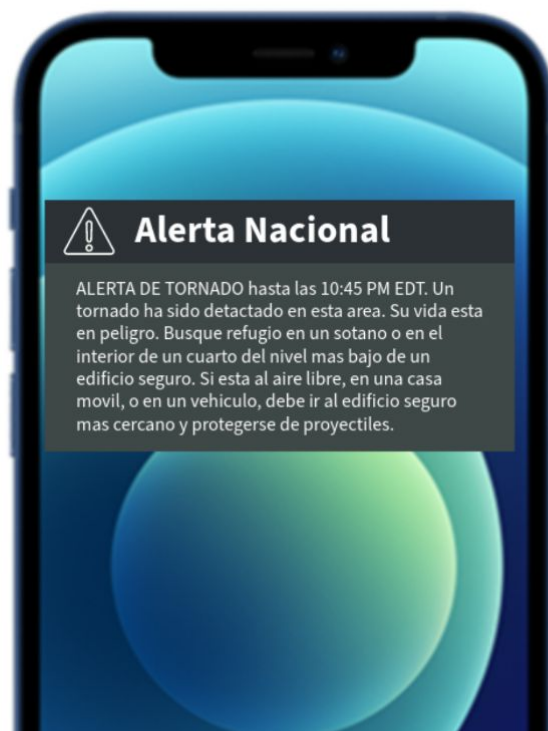 Alerta Nacional
ALERTA DE TORNADO hasta las 10:45 PM EDT. Un
tornado ha sido detactado en esta area. Su vida esta
en peligro. Busque refugio en un sotano o en el
interior de un cuarto del nivel mas bajo de un
edificio seguro. Si esta al aire libre, en una casa
movil, o en un vehiculo, debe ir al edificio seguro
mas cercano y protegerse de proyectiles.